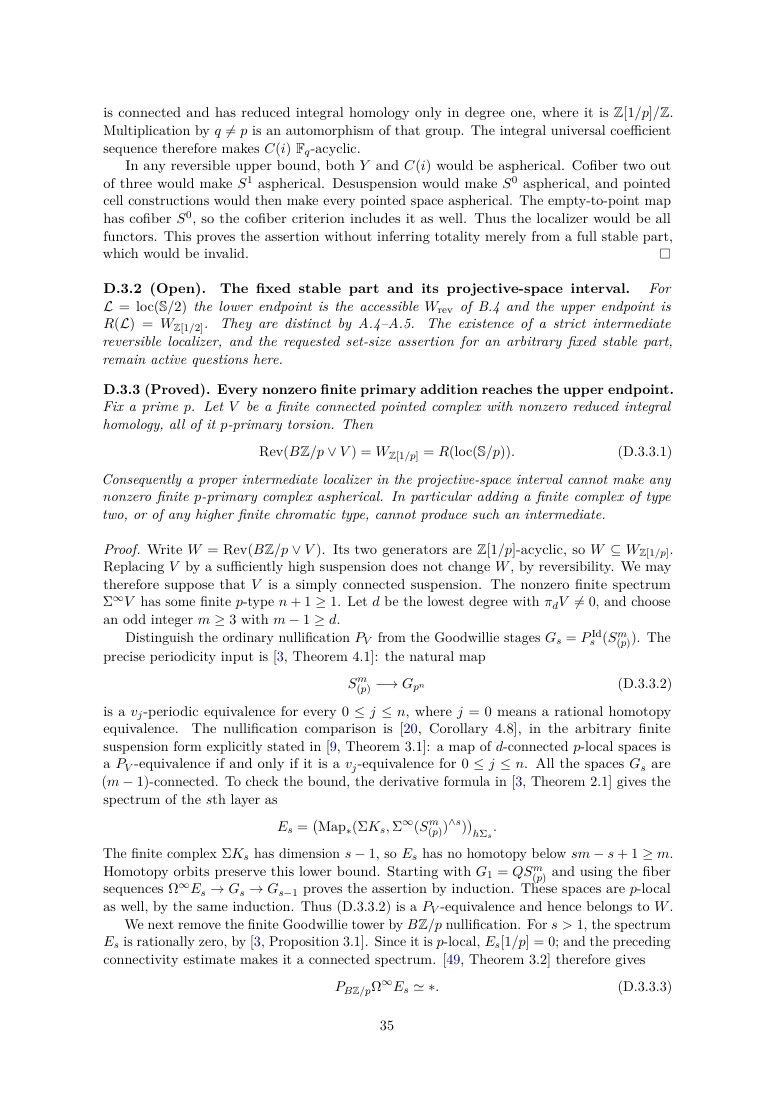 is connected and has reduced integral homology only in degree one, where it is ℤ[1/p]/ℤ.
Multiplication by q ≠ p is an automorphism of that group. The integral universal coefficient
sequence therefore makes C(i) 𝔽_q-acyclic.
In any reversible upper bound, both Y and C(i) would be aspherical. Cofiber two out
of three would make S^1 aspherical. Desuspension would make S^0 aspherical, and pointed
cell constructions would then make every pointed space aspherical. The empty-to-point map
has cofiber S^0, so the cofiber criterion includes it as well. Thus the localizer would be all
functors. This proves the assertion without inferring totality merely from a full stable part,
which would be invalid. □
D.3.2 (Open). The fixed stable part and its projective-space interval. For
ℒ = loc(𝕊/2) the lower endpoint is the accessible W_rev of B.4 and the upper endpoint is
R(ℒ) = W_{ℤ[1/2]}. They are distinct by A.4–A.5. The existence of a strict intermediate
reversible localizer, and the requested set-size assertion for an arbitrary fixed stable part,
remain active questions here.
D.3.3 (Proved). Every nonzero finite primary addition reaches the upper endpoint.
Fix a prime p. Let V be a finite connected pointed complex with nonzero reduced integral
homology, all of it p-primary torsion. Then
Rev(Bℤ/p ∨ V) = W_{ℤ[1/p]} = R(loc(𝕊/p)). (D.3.3.1)
Consequently a proper intermediate localizer in the projective-space interval cannot make any
nonzero finite p-primary complex aspherical. In particular adding a finite complex of type
two, or of any higher finite chromatic type, cannot produce such an intermediate.
Proof. Write W = Rev(Bℤ/p ∨ V). Its two generators are ℤ[1/p]-acyclic, so W ⊆ W_{ℤ[1/p]}.
Replacing V by a sufficiently high suspension does not change W, by reversibility. We may
therefore suppose that V is a simply connected suspension. The nonzero finite spectrum
Σ^∞V has some finite p-type n + 1 ≥ 1. Let d be the lowest degree with π_dV ≠ 0, and choose
an odd integer m ≥ 3 with m − 1 ≥ d.
Distinguish the ordinary nullification P_V from the Goodwillie stages G_s = P_s^{Id}(S^m_{(p)}). The
precise periodicity input is [3, Theorem 4.1]: the natural map
S^m_{(p)} ⟶ G_{p^n} (D.3.3.2)
is a v_j-periodic equivalence for every 0 ≤ j ≤ n, where j = 0 means a rational homotopy
equivalence. The nullification comparison is [20, Corollary 4.8], in the arbitrary finite
suspension form explicitly stated in [9, Theorem 3.1]: a map of d-connected p-local spaces is
a P_V-equivalence if and only if it is a v_j-equivalence for 0 ≤ j ≤ n. All the spaces G_s are
(m − 1)-connected. To check the bound, the derivative formula in [3, Theorem 2.1] gives the
spectrum of the sth layer as
E_s = (Map_∗(ΣK_s, Σ^∞(S^m_{(p)})^{∧s}))_{hΣ_s}.
The finite complex ΣK_s has dimension s − 1, so E_s has no homotopy below sm − s + 1 ≥ m.
Homotopy orbits preserve this lower bound. Starting with G_1 = QS^m_{(p)} and using the fiber
sequences Ω^∞E_s → G_s → G_{s−1} proves the assertion by induction. These spaces are p-local
as well, by the same induction. Thus (D.3.3.2) is a P_V-equivalence and hence belongs to W.
We next remove the finite Goodwillie tower by Bℤ/p nullification. For s > 1, the spectrum
E_s is rationally zero, by [3, Proposition 3.1]. Since it is p-local, E_s[1/p] = 0; and the preceding
connectivity estimate makes it a connected spectrum. [49, Theorem 3.2] therefore gives
P_{Bℤ/p}Ω^∞E_s ≃ ∗. (D.3.3.3)
35